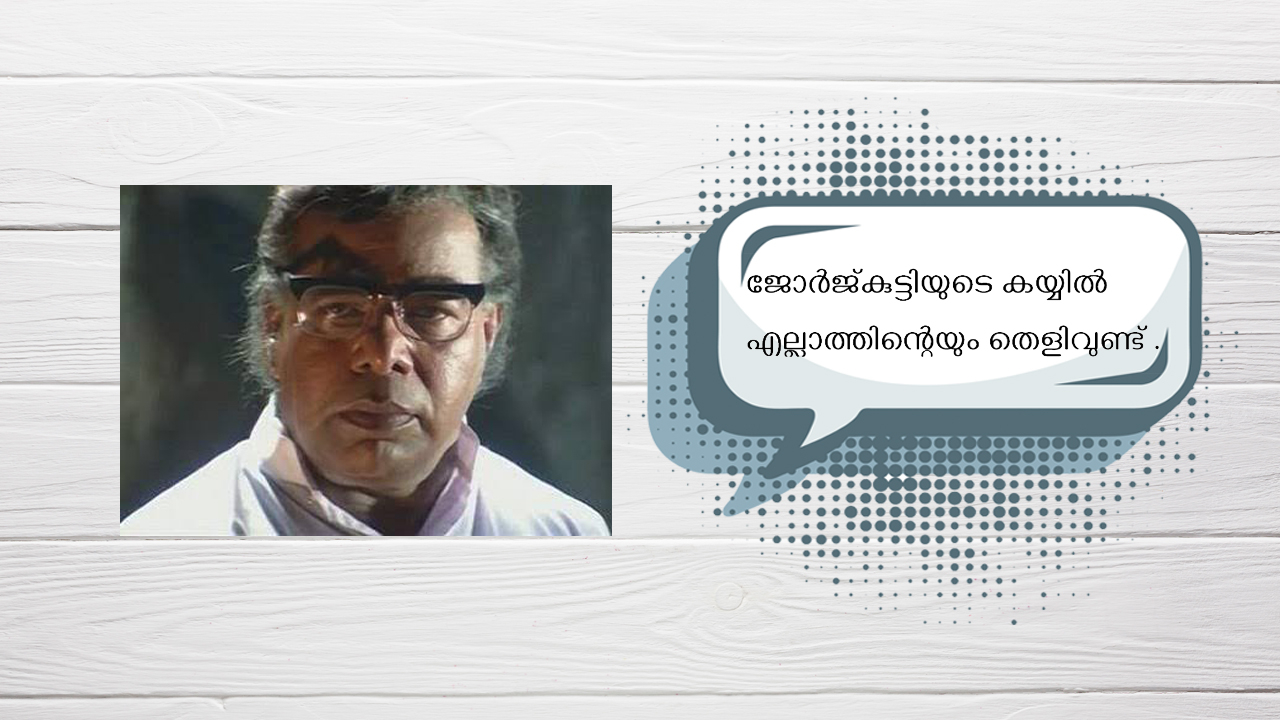 ജോർജ്കുട്ടിയുടെ കയ്യിൽ
എല്ലാത്തിന്റെയും തെളിവുണ്ട് .